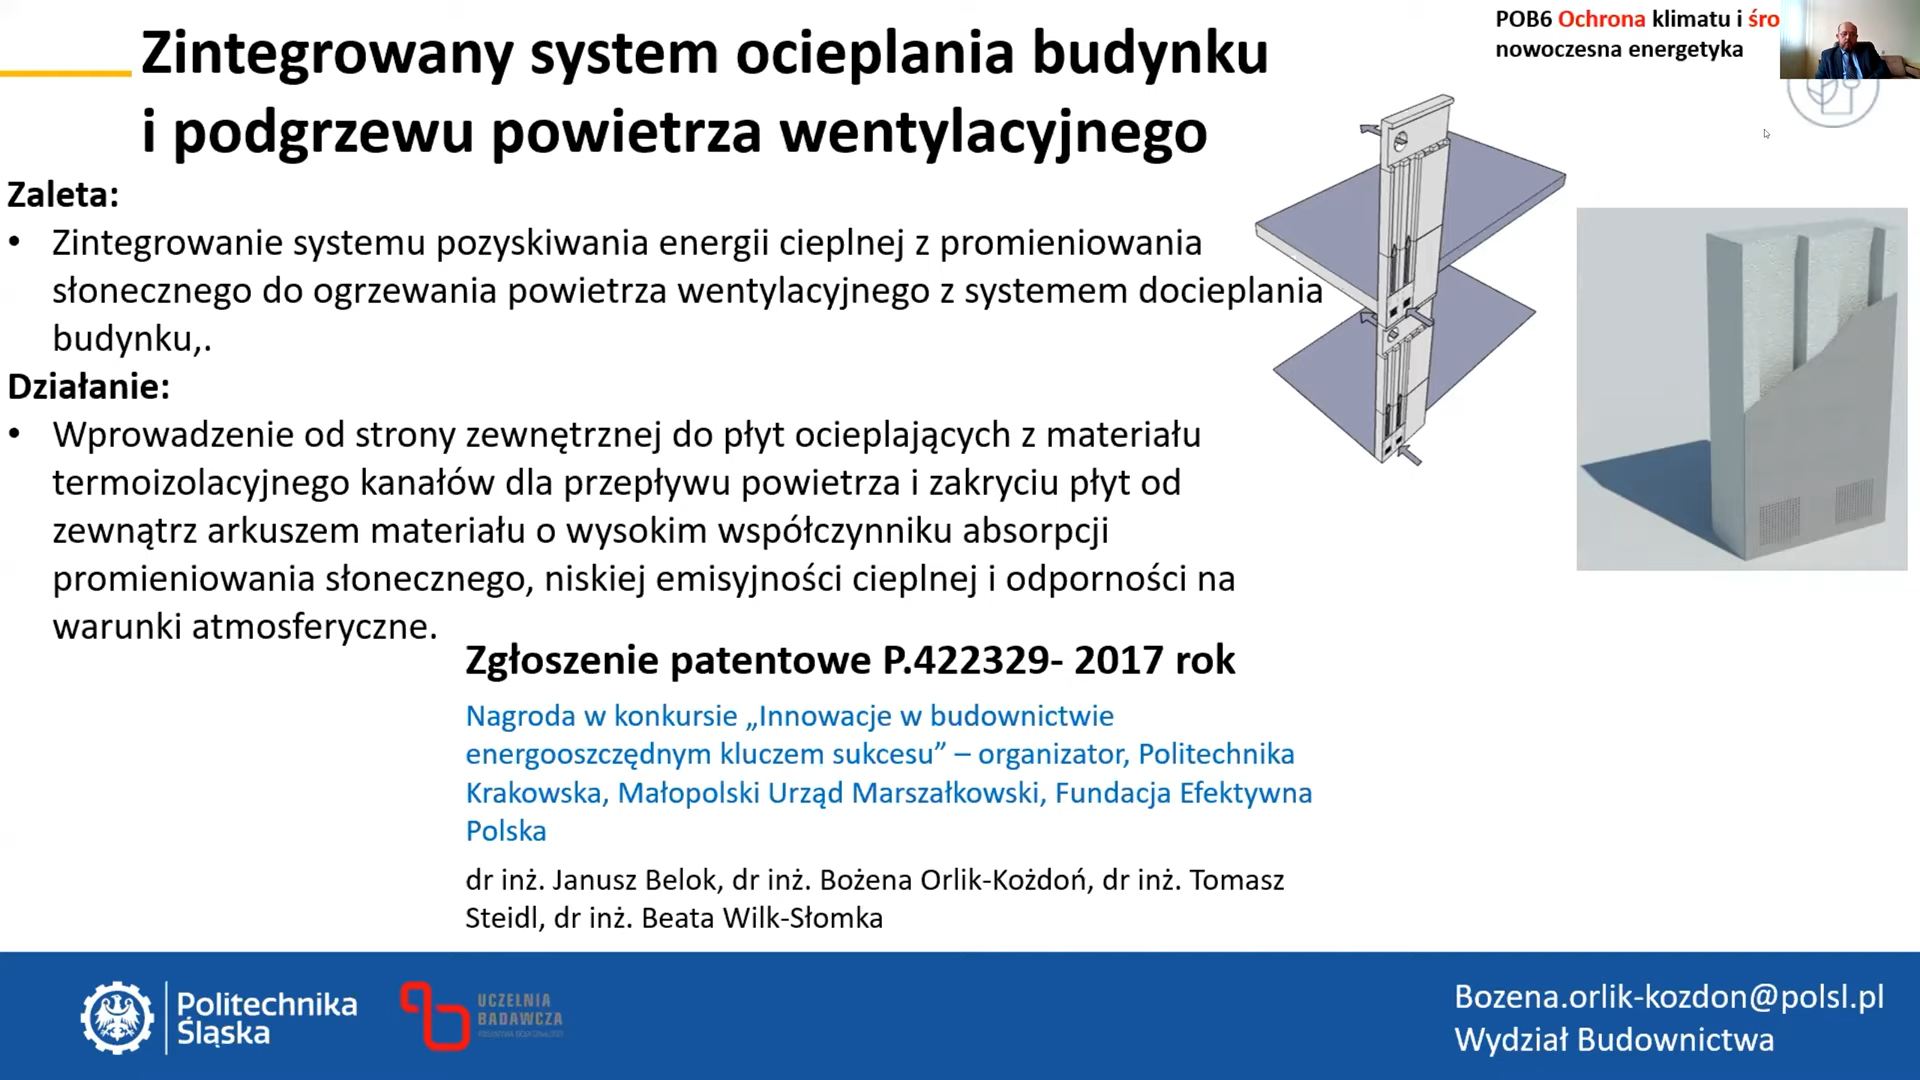 POB6 Ochrona klimatu i śro
nowoczesna energetyka
Zintegrowany system ocieplania budynku
i podgrzewu powietrza wentylacyjnego
Zaleta:
• Zintegrowanie systemu pozyskiwania energii cieplnej z promieniowania
słonecznego do ogrzewania powietrza wentylacyjnego z systemem docieplania
budynku,.
Działanie:
• Wprowadzenie od strony zewnętrznej do płyt ocieplających z materiału
termoizolacyjnego kanałów dla przepływu powietrza i zakryciu płyt od
zewnątrz arkuszem materiału o wysokim współczynniku absorpcji
promieniowania słonecznego, niskiej emisyjności cieplnej i odporności na
warunki atmosferyczne.
Zgłoszenie patentowe P.422329- 2017 rok
Nagroda w konkursie „Innowacje w budownictwie
energooszczędnym kluczem sukcesu” – organizator, Politechnika
Krakowska, Małopolski Urząd Marszałkowski, Fundacja Efektywna
Polska
dr inż. Janusz Belok, dr inż. Bożena Orlik-Kożdoń, dr inż. Tomasz
Steidl, dr inż. Beata Wilk-Słomka
Politechnika
Śląska
UCZELNIA
BADAWCZA
Bozena.orlik-kozdon@polsl.pl
Wydział Budownictwa